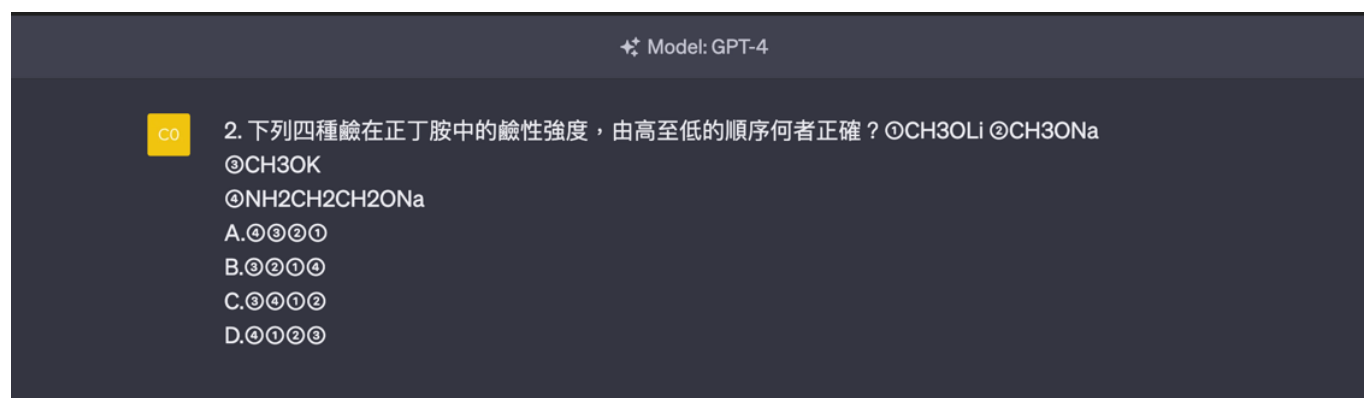 Model: GPT-4
CO
2. 下列四種鹼在正丁胺中的鹼性強度，由高至低的順序何者正確？①CH3OLi ②CH3ONa
③CH3OK
④NH2CH2CH2ONa
A.④③②①
B.③②①④
C.③④①②
D.④①②③